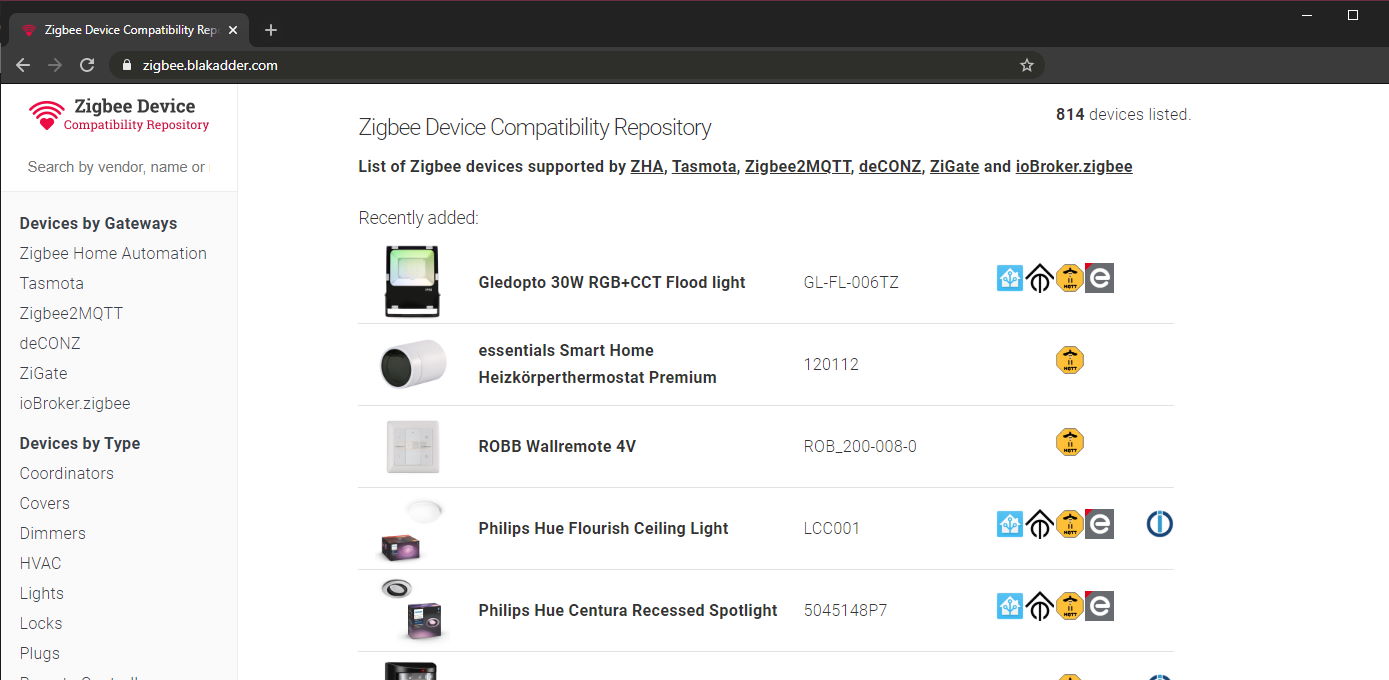 Zigbee Device Compatibility Rep
zigbee.blakadder.com
Zigbee Device
Compatibility Repository
Search by vendor, name or
Devices by Gateways
Zigbee Home Automation
Tasmota
Zigbee2MQTT
deCONZ
ZiGate
ioBroker.zigbee
Devices by Type
Coordinators
Covers
Dimmers
HVAC
Lights
Locks
Plugs
814 devices listed.
Zigbee Device Compatibility Repository
List of Zigbee devices supported by ZHA, Tasmota, Zigbee2MQTT, deCONZ, ZiGate and ioBroker.zigbee
Recently added:
Gledopto 30W RGB+CCT Flood light GL-FL-006TZ
MQTT
essentials Smart Home
Heizkörperthermostat Premium
120112
MQTT
ROBB Wallremote 4V ROB_200-008-0
MQTT
Philips Hue Flourish Ceiling Light LCC001
MQTT
Philips Hue Centura Recessed Spotlight 5045148P7
MQTT